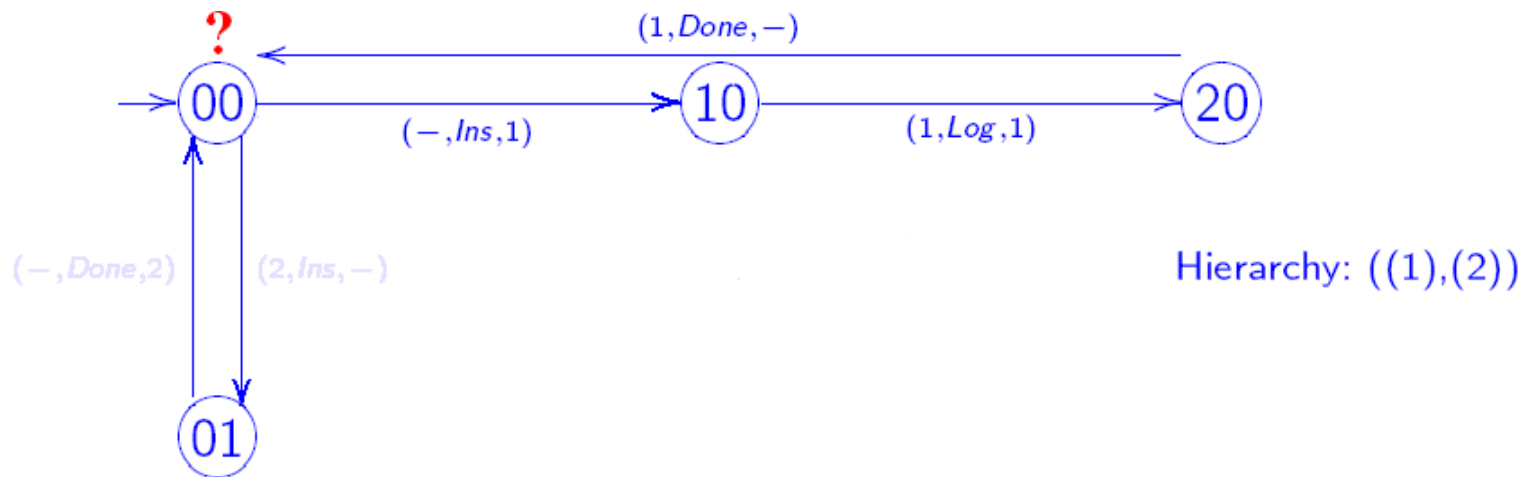 ?
(1,Done,−)
00
10
20
(−,Ins,1)
(1,Log,1)
(−,Done,2)
(2,Ins,−)
Hierarchy: ((1),(2))
01